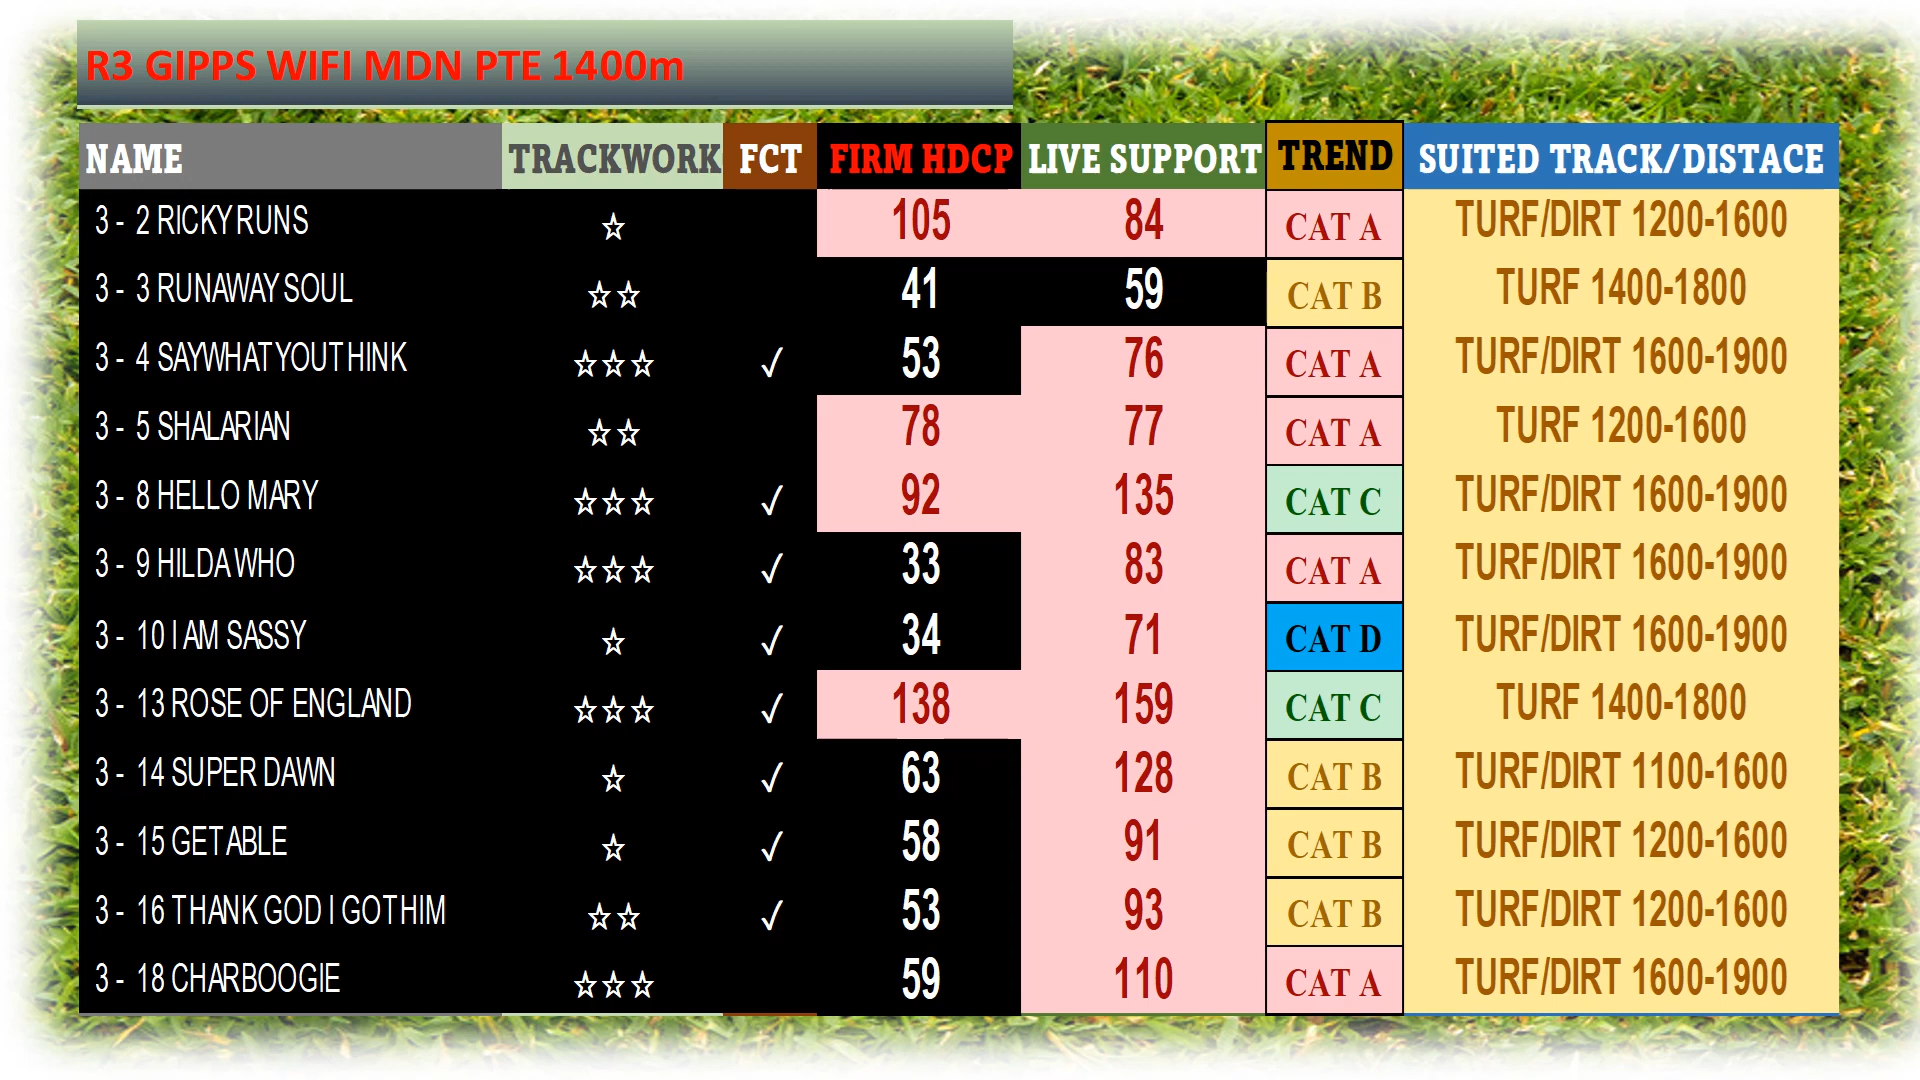 R3 GIPPS WIFI MDN PTE 1400m
NAME TRACKWORK FCT FIRM HDCP LIVE SUPPORT TREND SUITED TRACK/DISTACE
3 - 2 RICKY RUNS ☆ 105 84 CAT A TURF/DIRT 1200-1600
3 - 3 RUNAWAY SOUL ☆☆ 41 59 CAT B TURF 1400-1800
3 - 4 SAYWHATYOUTHINK ☆☆☆ ✓ 53 76 CAT A TURF/DIRT 1600-1900
3 - 5 SHALARIAN ☆☆ 78 77 CAT A TURF 1200-1600
3 - 8 HELLO MARY ☆☆☆ ✓ 92 135 CAT C TURF/DIRT 1600-1900
3 - 9 HILDA WHO ☆☆☆ ✓ 33 83 CAT A TURF/DIRT 1600-1900
3 - 10 I AM SASSY ☆ ✓ 34 71 CAT D TURF/DIRT 1600-1900
3 - 13 ROSE OF ENGLAND ☆☆☆ ✓ 138 159 CAT C TURF 1400-1800
3 - 14 SUPER DAWN ☆ ✓ 63 128 CAT B TURF/DIRT 1100-1600
3 - 15 GET ABLE ☆ ✓ 58 91 CAT B TURF/DIRT 1200-1600
3 - 16 THANK GOD I GOT HIM ☆☆ ✓ 53 93 CAT B TURF/DIRT 1200-1600
3 - 18 CHARBOOGIE ☆☆☆ 59 110 CAT A TURF/DIRT 1600-1900